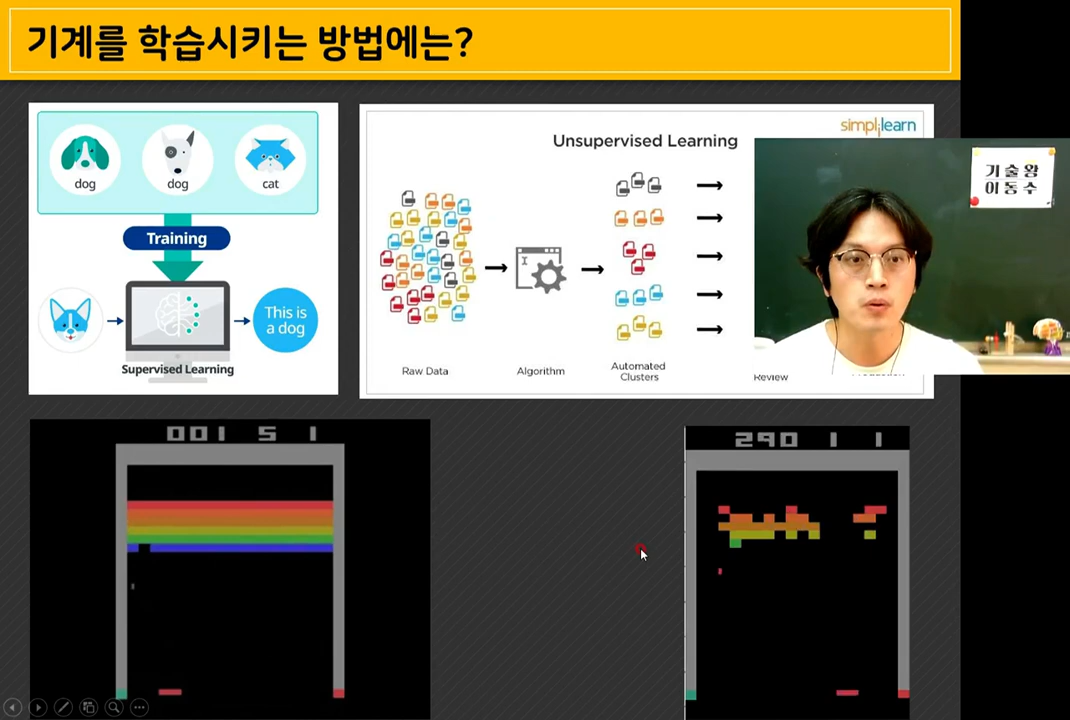 기계를 학습시키는 방법에는?
dog
dog
cat
Training
This is
a dog
Supervised Learning
simplilearn
Unsupervised Learning
Raw Data
Algorithm
Automated
Clusters
Review
기술왕
이동수
001 5 1
290 1 1